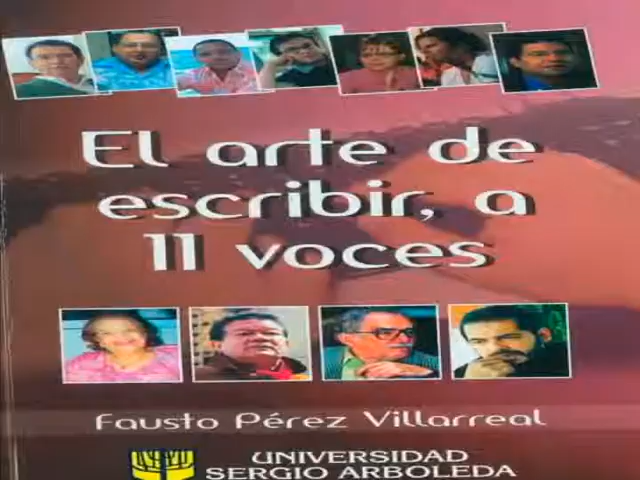 El arte de
escribir, a
11 voces
Fausto Pérez Villarreal
UNIVERSIDAD
SERGIO ARBOLEDA